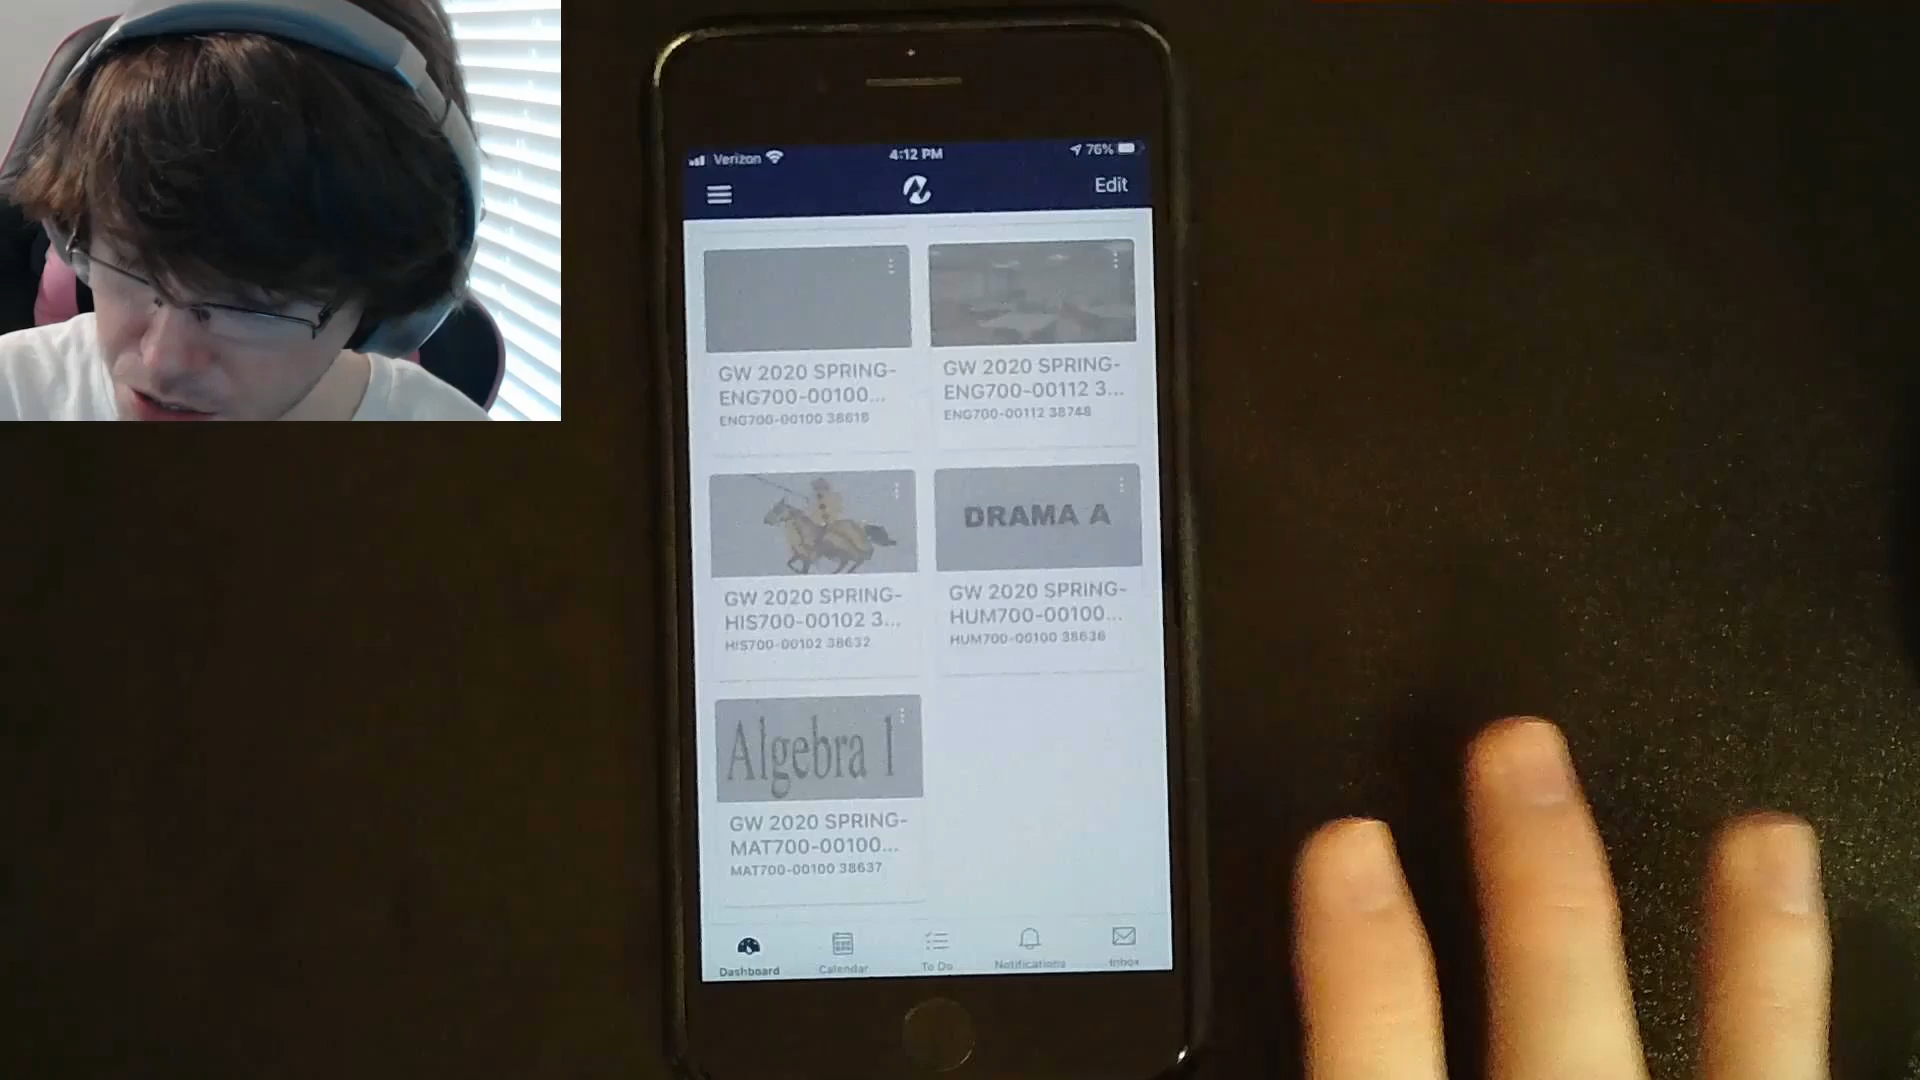 Verizon
4:12 PM
76%
Edit
GW 2020 SPRING-
ENG700-00100...
ENG700-00100 38618
GW 2020 SPRING-
ENG700-00112 3...
ENG700-00112 38748
DRAMA A
GW 2020 SPRING-
HIS700-00102 3...
HIS700-00102 38632
GW 2020 SPRING-
HUM700-00100...
HUM700-00100 38636
Algebra 1
GW 2020 SPRING-
MAT700-00100...
MAT700-00100 38637
Dashboard
Calendar
To Do
Notifications
Inbox